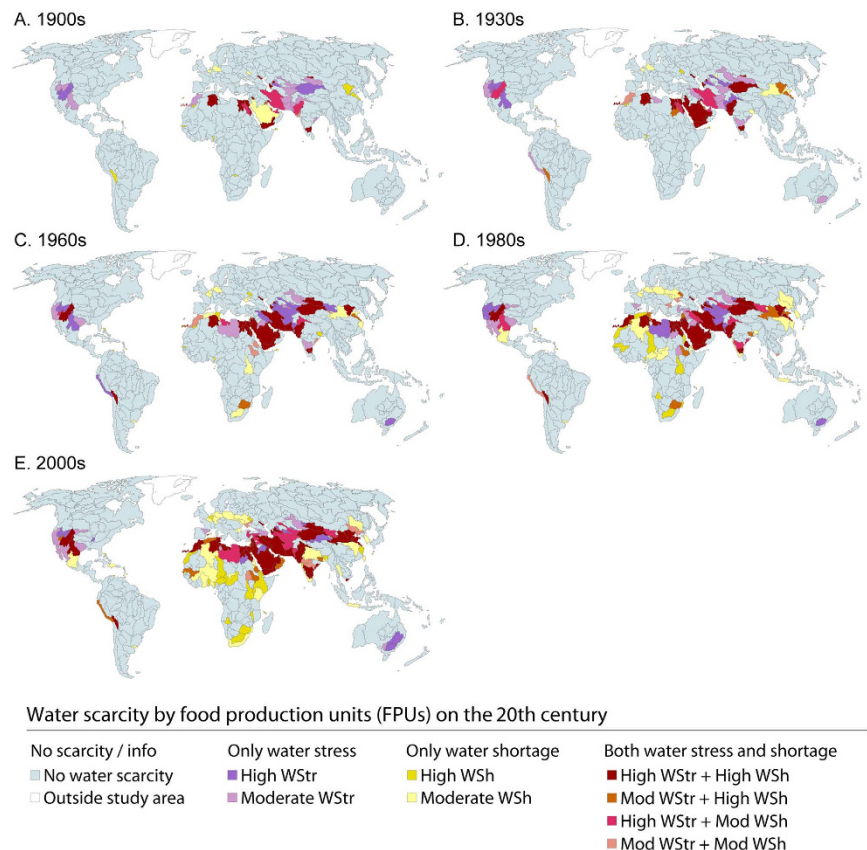 A. 1900s
B. 1930s
C. 1960s
D. 1980s
E. 2000s
Water scarcity by food production units (FPUs) on the 20th century
No scarcity / info
No water scarcity
Outside study area
Only water stress
High WStr
Moderate WStr
Only water shortage
High WSh
Moderate WSh
Both water stress and shortage
High WStr + High WSh
Mod WStr + High WSh
High WStr + Mod WSh
Mod WStr + Mod WSh